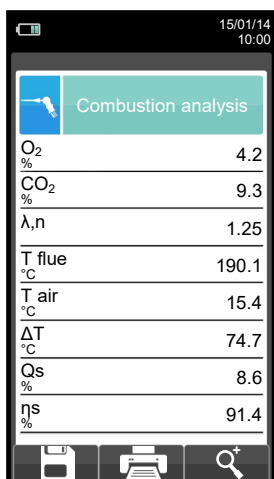 15/01/14
10:00
Combustion analysis
O₂
% 4.2
CO₂
% 9.3
λ,n 1.25
T flue
°C 190.1
T air
°C 15.4
ΔT
°C 74.7
Qs
% 8.6
ηs
% 91.4